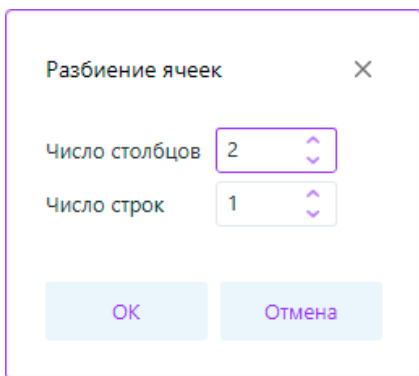 Разбиение ячеек
Число столбцов 2
Число строк 1
ОК Отмена